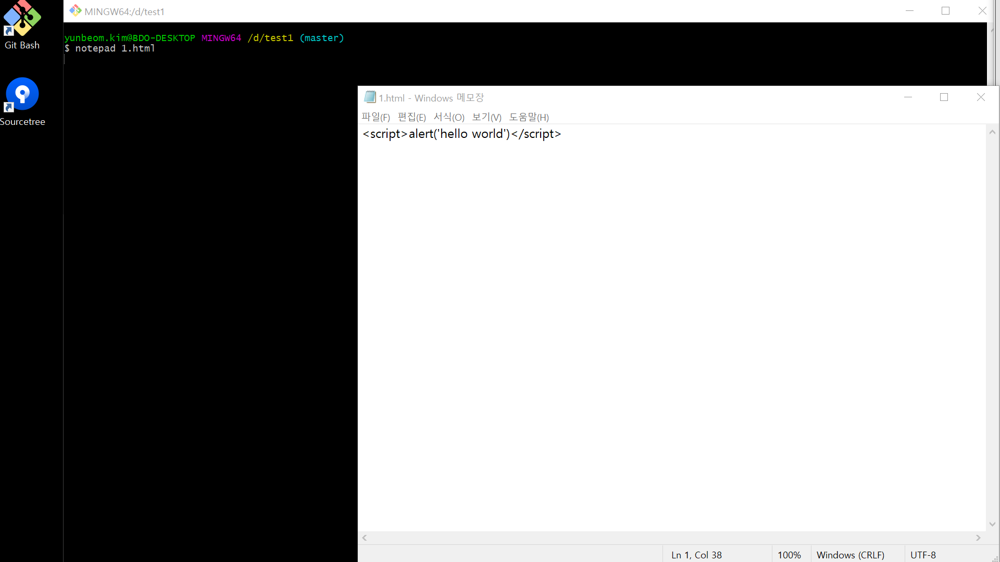 Git Bash
Sourcetree
MINGW64:/d/test1
yunbeom.kim@BDO-DESKTOP MINGW64 /d/test1 (master)
$ notepad 1.html
1.html - Windows 메모장
파일(F) 편집(E) 서식(O) 보기(V) 도움말(H)
<script>alert('hello world')</script>
Ln 1, Col 38 100% Windows (CRLF) UTF-8